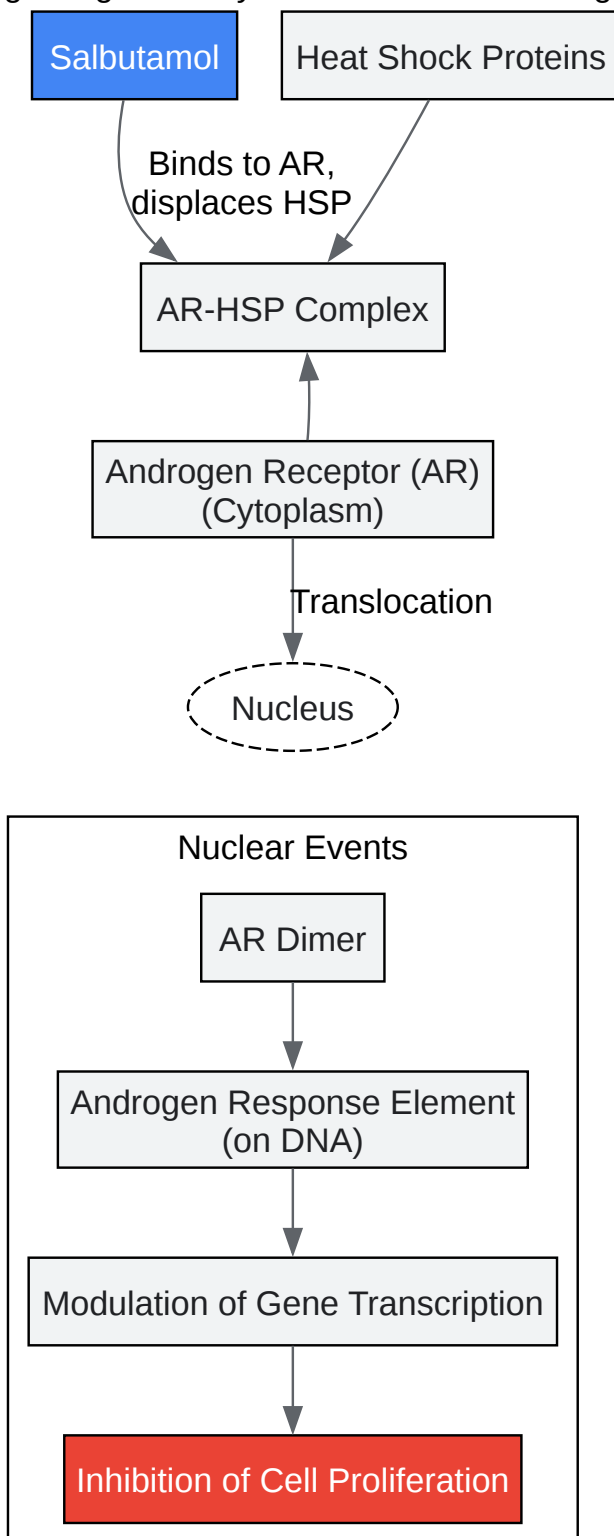 Salbutamol
Heat Shock Proteins
Binds to AR,
displaces HSP
AR-HSP Complex
Androgen Receptor (AR)
(Cytoplasm)
Translocation
Nucleus
Nuclear Events
AR Dimer
Androgen Response Element
(on DNA)
Modulation of Gene Transcription
Inhibition of Cell Proliferation